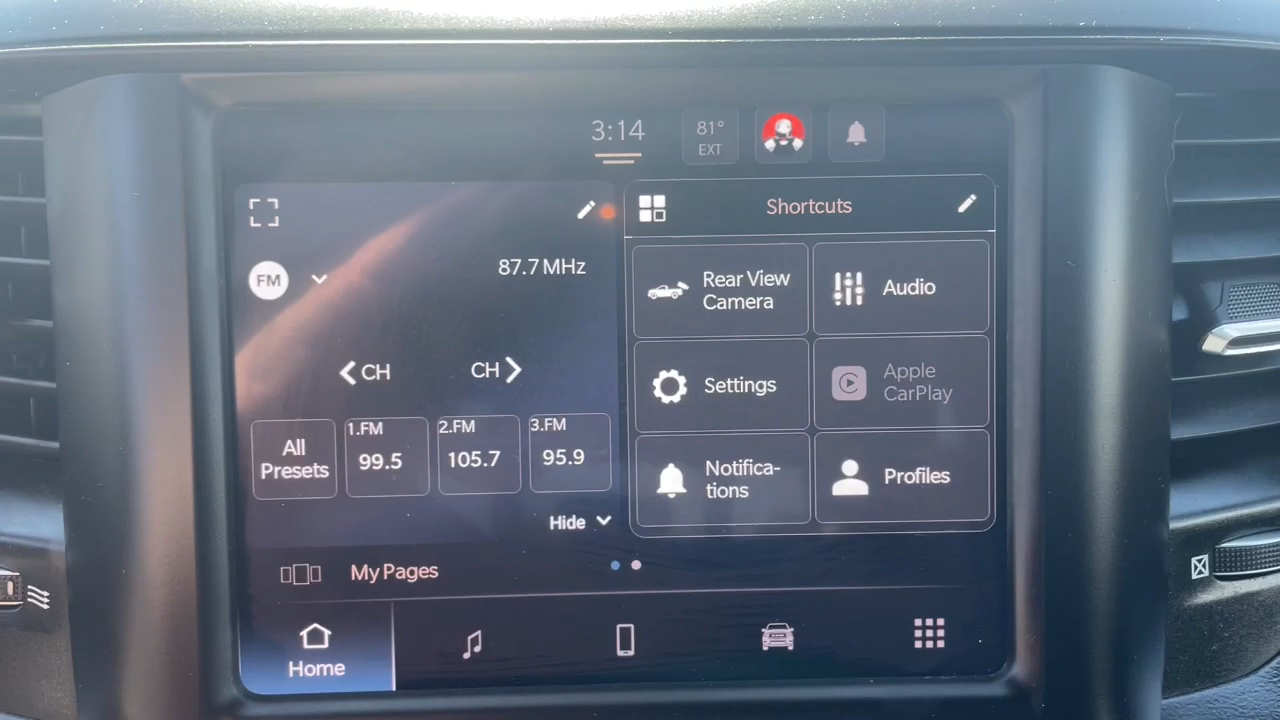 3:14
81°
EXT
Shortcuts
FM
87.7 MHz
Rear View
Camera
Audio
CH
CH
Settings
Apple
CarPlay
All
Presets
1.FM
99.5
2.FM
105.7
3.FM
95.9
Notifica-
tions
Profiles
Hide
My Pages
Home